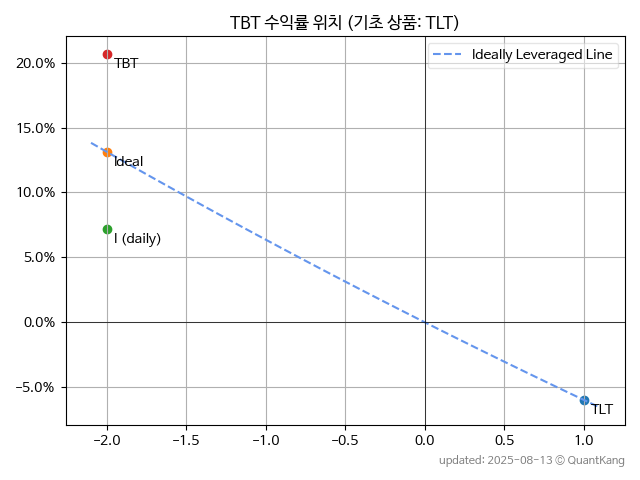 TBT 수익률 위치 (기초 상품: TLT)
Ideally Leveraged Line
20.0%
15.0%
10.0%
5.0%
0.0%
−5.0%
TBT
Ideal
I (daily)
TLT
−2.0 −1.5 −1.0 −0.5 0.0 0.5 1.0
updated: 2025-08-13 © QuantKang